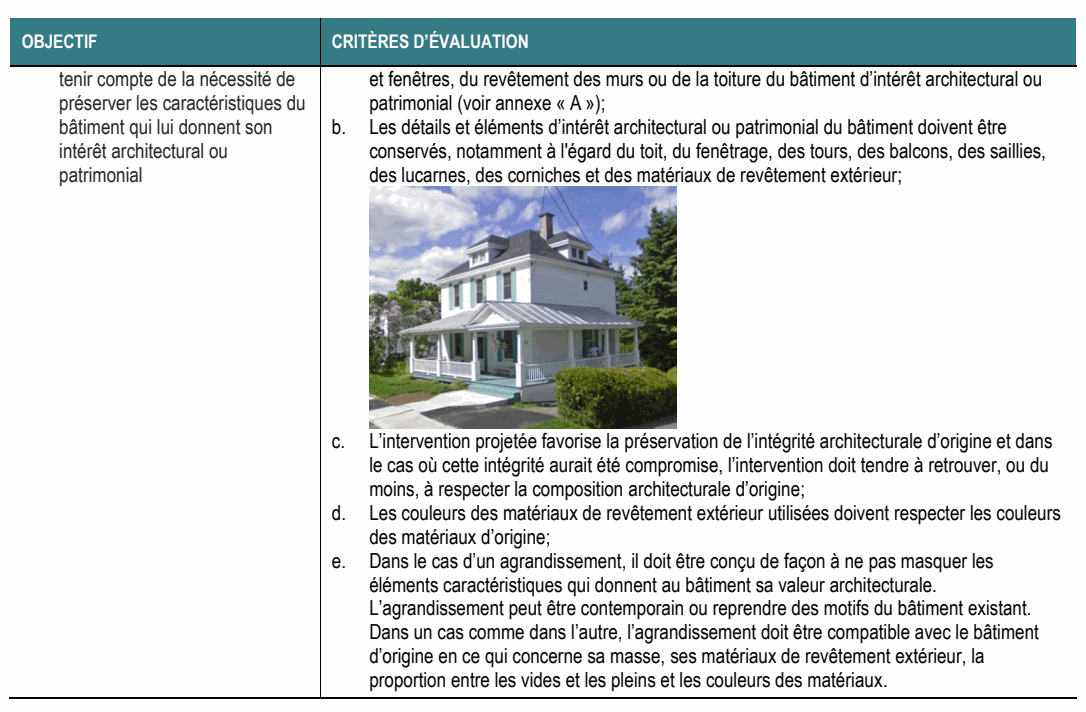 OBJECTIF
CRITÈRES D’ÉVALUATION
tenir compte de la nécessité de
préserver les caractéristiques du
bâtiment qui lui donnent son
intérêt architectural ou
patrimonial
et fenêtres, du revêtement des murs ou de la toiture du bâtiment d’intérêt architectural ou
patrimonial (voir annexe « A »);
b. Les détails et éléments d’intérêt architectural ou patrimonial du bâtiment doivent être
conservés, notamment à l'égard du toit, du fenêtrage, des tours, des balcons, des saillies,
des lucarnes, des corniches et des matériaux de revêtement extérieur;
c. L’intervention projetée favorise la préservation de l’intégrité architecturale d’origine et dans
le cas où cette intégrité aurait été compromise, l’intervention doit tendre à retrouver, ou du
moins, à respecter la composition architecturale d’origine;
d. Les couleurs des matériaux de revêtement extérieur utilisées doivent respecter les couleurs
des matériaux d’origine;
e. Dans le cas d’un agrandissement, il doit être conçu de façon à ne pas masquer les
éléments caractéristiques qui donnent au bâtiment sa valeur architecturale.
L’agrandissement peut être contemporain ou reprendre des motifs du bâtiment existant.
Dans un cas comme dans l’autre, l’agrandissement doit être compatible avec le bâtiment
d’origine en ce qui concerne sa masse, ses matériaux de revêtement extérieur, la
proportion entre les vides et les pleins et les couleurs des matériaux.